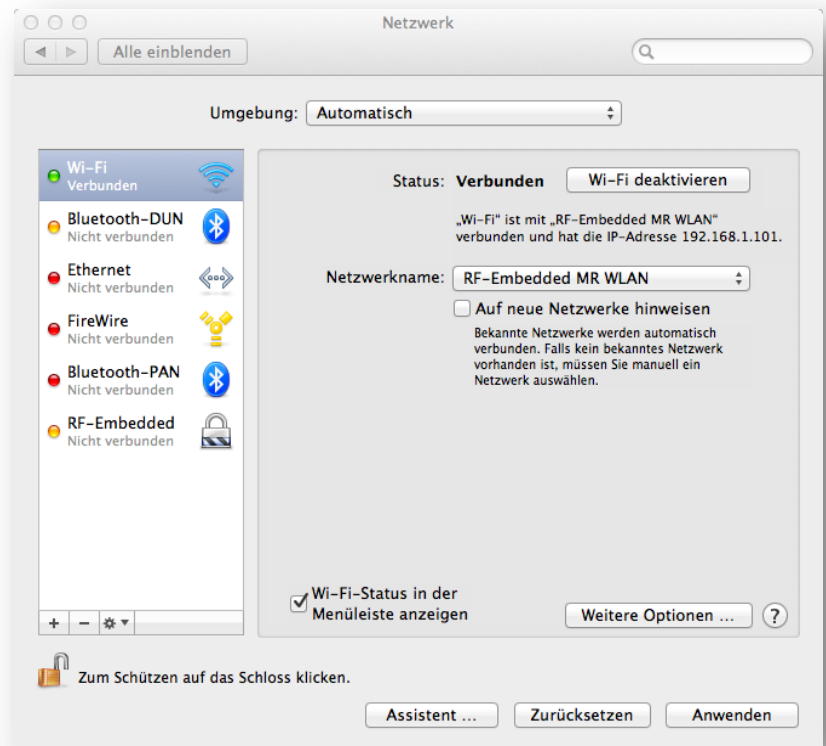 Netzwerk
Alle einblenden
Umgebung: Automatisch
Wi-Fi
Verbunden
Bluetooth-DUN
Nicht verbunden
Ethernet
Nicht verbunden
FireWire
Nicht verbunden
Bluetooth-PAN
Nicht verbunden
RF-Embedded
Nicht verbunden
Status: Verbunden Wi-Fi deaktivieren
„Wi-Fi“ ist mit „RF-Embedded MR WLAN“
verbunden und hat die IP-Adresse 192.168.1.101.
Netzwerkname: RF-Embedded MR WLAN
Auf neue Netzwerke hinweisen
Bekannte Netzwerke werden automatisch
verbunden. Falls kein bekanntes Netzwerk
vorhanden ist, müssen Sie manuell ein
Netzwerk auswählen.
Wi-Fi-Status in der
Menüleiste anzeigen
Weitere Optionen ... ?
Zum Schützen auf das Schloss klicken.
Assistent ... Zurücksetzen Anwenden